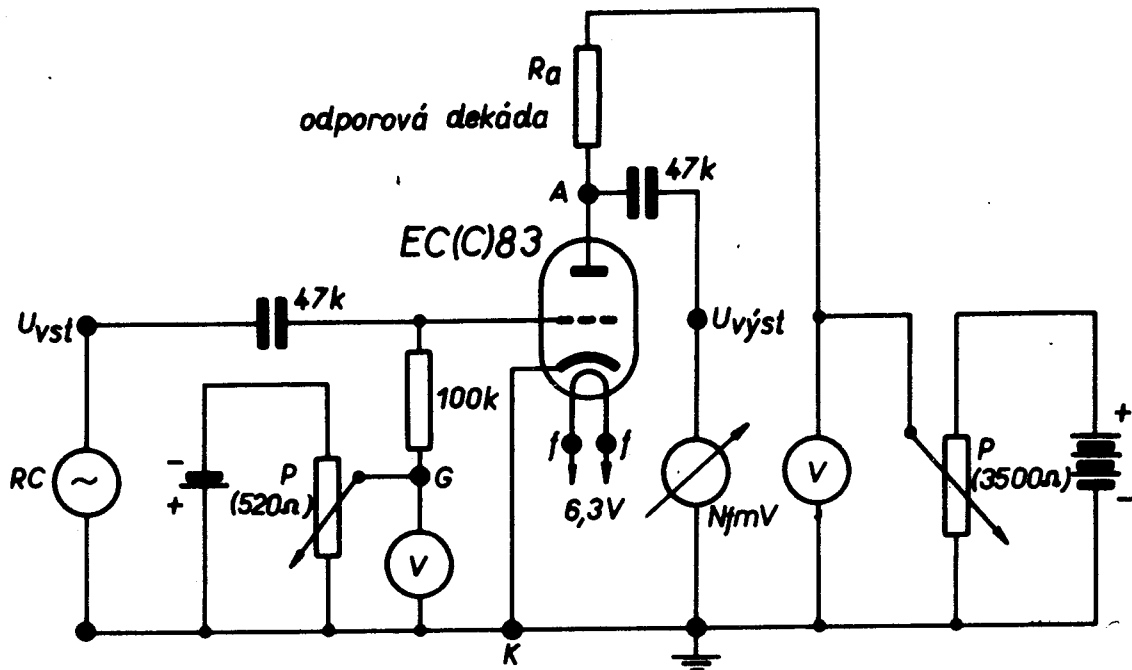 Ra
odporová dekáda
A
47k
EC(C)83
47k
Uvst
Uvýst
100k
f
f
+
-
P
(520Ω)
G
RC
~
-
+
V
6,3V
NfmV
V
P
(3500Ω)
K